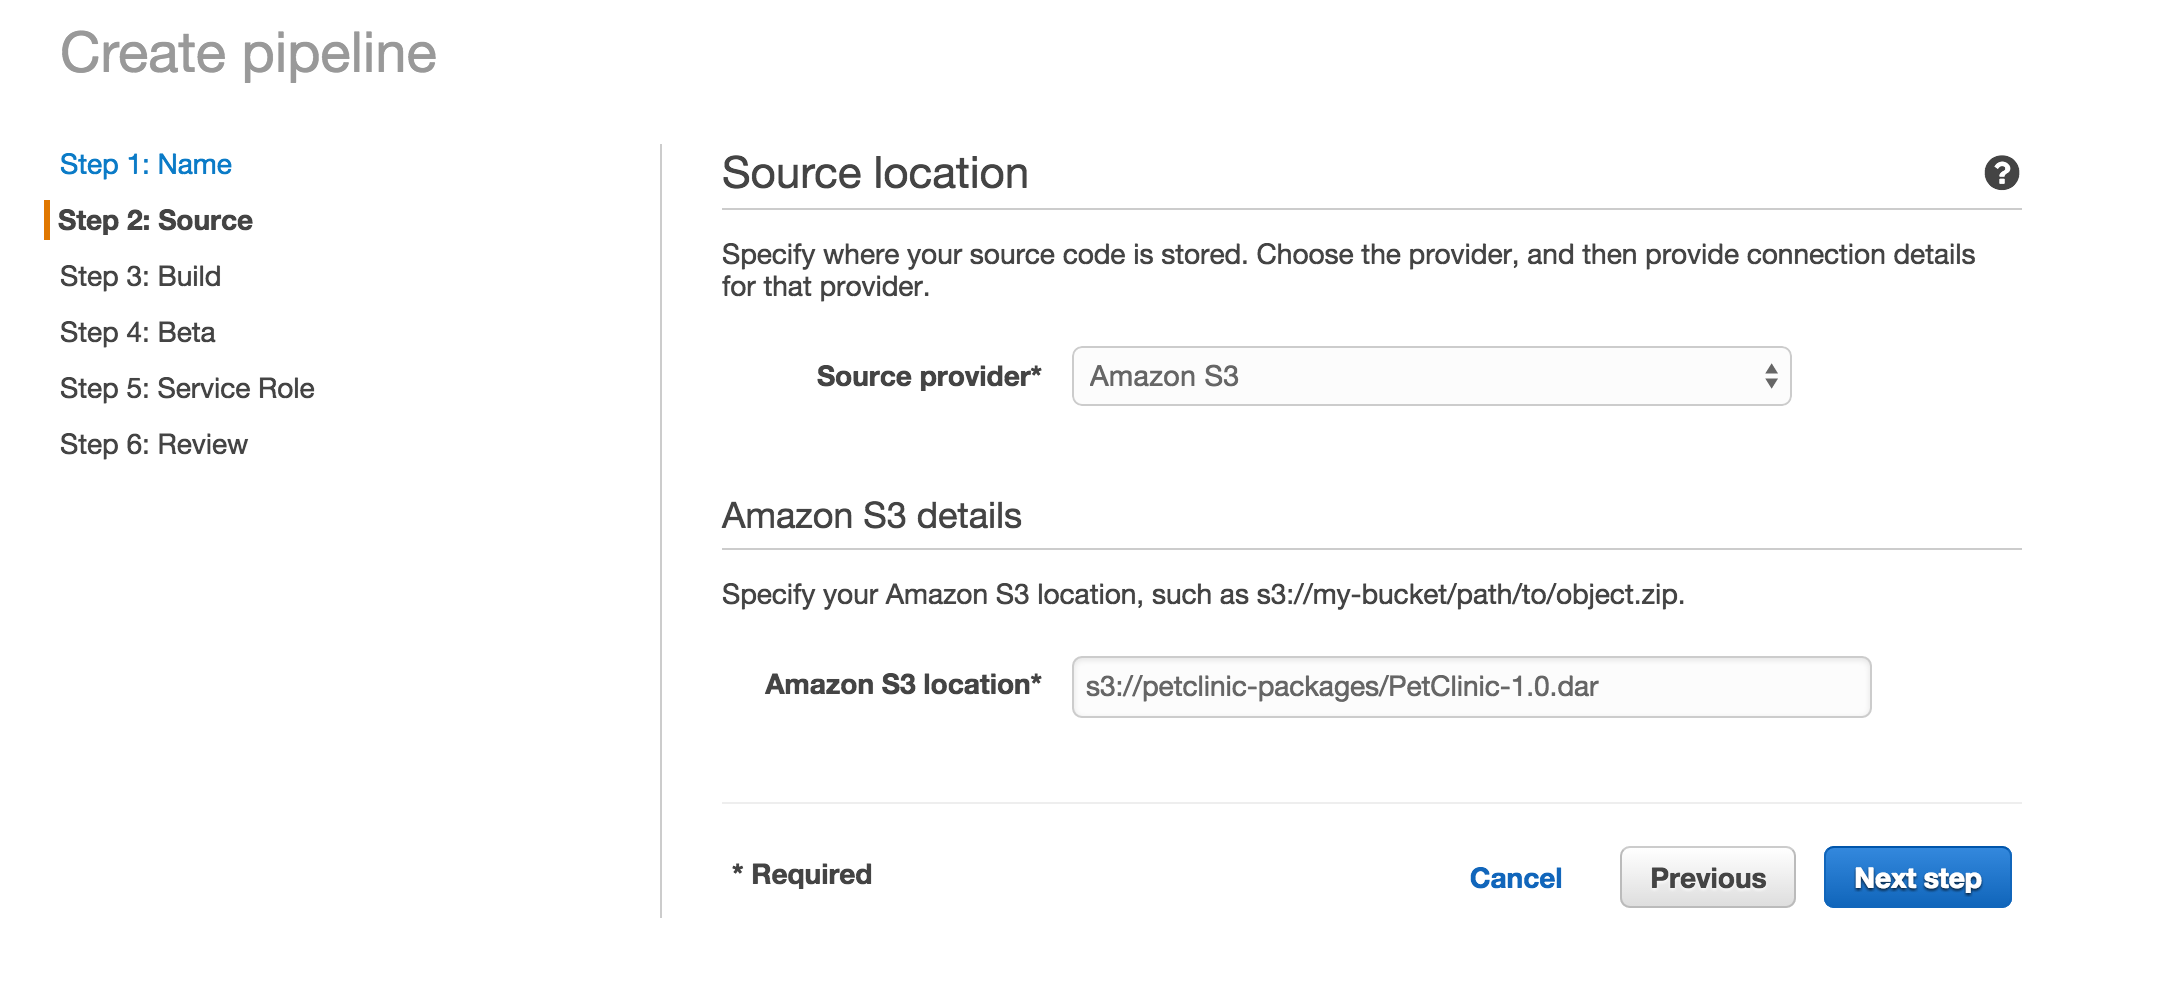 Create pipeline
Step 1: Name
Step 2: Source
Step 3: Build
Step 4: Beta
Step 5: Service Role
Step 6: Review
Source location
?
Specify where your source code is stored. Choose the provider, and then provide connection details
for that provider.
Source provider* Amazon S3
Amazon S3 details
Specify your Amazon S3 location, such as s3://my-bucket/path/to/object.zip.
Amazon S3 location* s3://petclinic-packages/PetClinic-1.0.dar
* Required Cancel Previous Next step